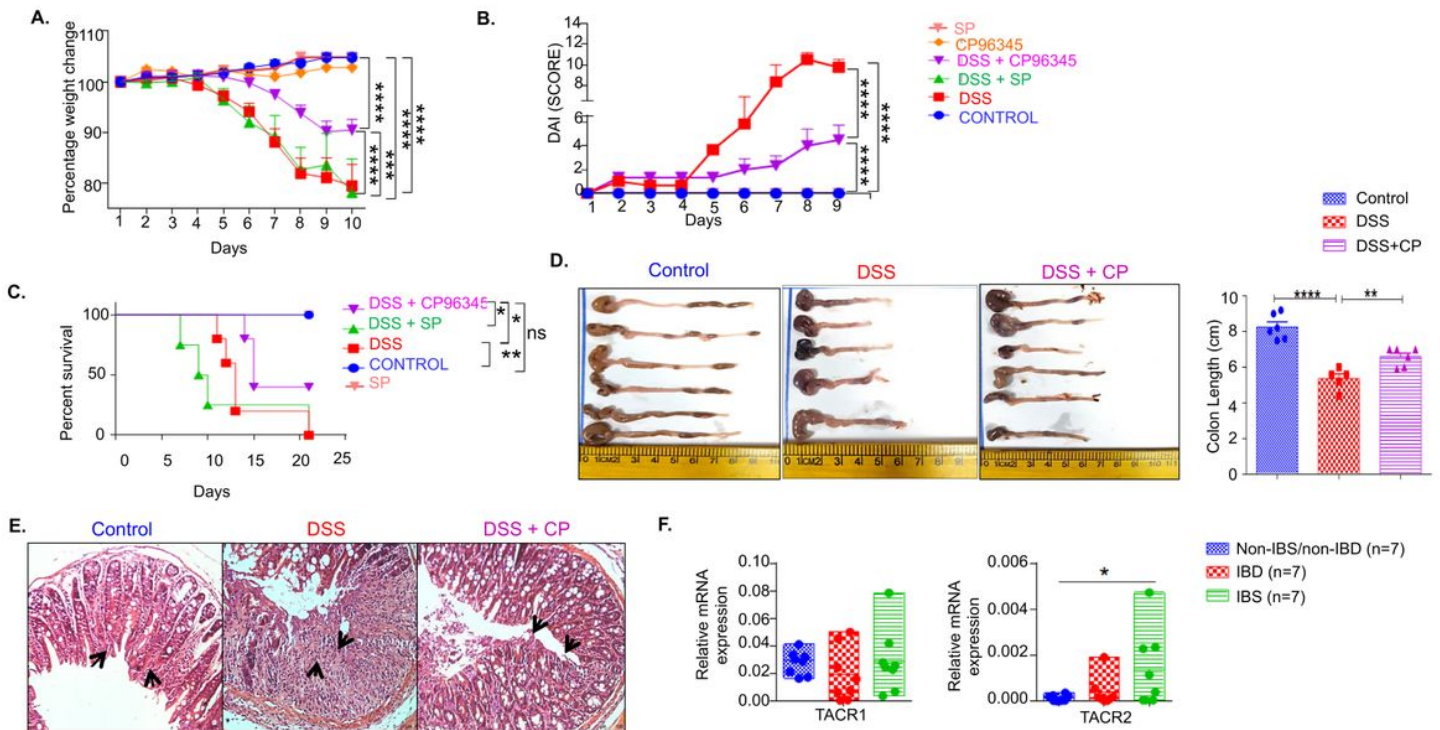 A.
Percentage weight change
110
100
90
80
1 2 3 4 5 6 7 8 9 10
Days
****
****
***
****
****
B.
DAI (SCORE)
14
12
10
8
6
4
2
0
1 2 3 4 5 6 7 8 9
Days
****
****
****
SP
CP96345
DSS + CP96345
DSS + SP
DSS
CONTROL
C.
Percent survival
100
50
0
0 5 10 15 20 25
Days
DSS + CP96345
DSS + SP
DSS
CONTROL
SP
*
*
ns
**
D.
Control
DSS
DSS + CP
Control
DSS
DSS+CP
Colon Length (cm)
10
8
6
4
2
0
****
**
E.
Control
DSS
DSS + CP
F.
Relative mRNA
expression
0.10
0.08
0.06
0.04
0.02
0.00
TACR1
Relative mRNA
expression
0.006
0.004
0.002
0.000
*
TACR2
Non-IBS/non-IBD (n=7)
IBD (n=7)
IBS (n=7)